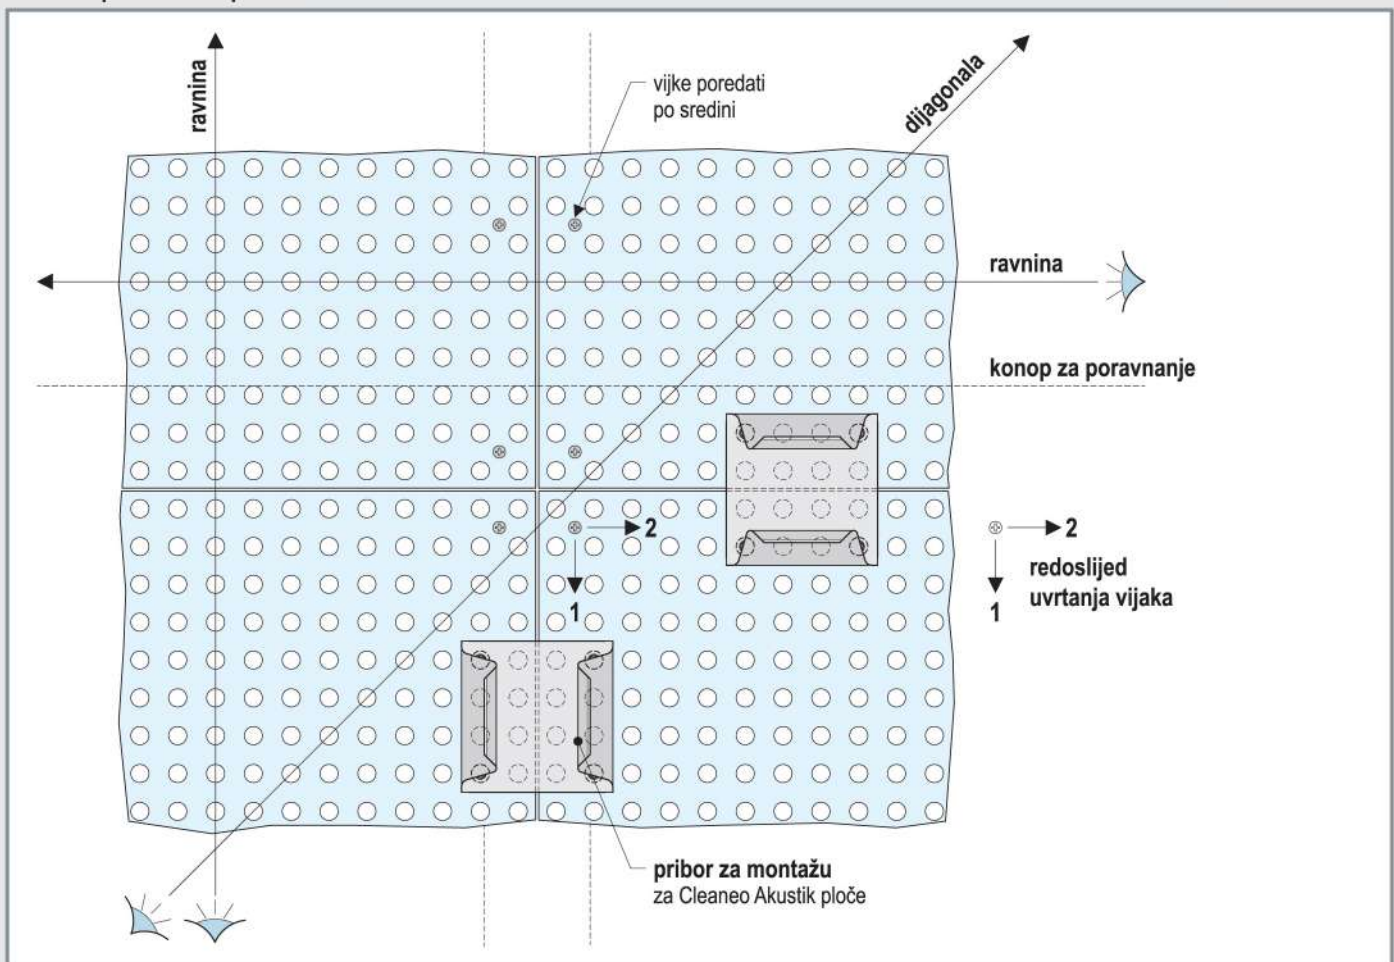 ravnina
vijke poredati
po sredini
dijagonala
ravnina
konop za poravnanje
2
1
2
1
redoslijed
uvrtanja vijaka
pribor za montažu
za Cleaneo Akustik ploče